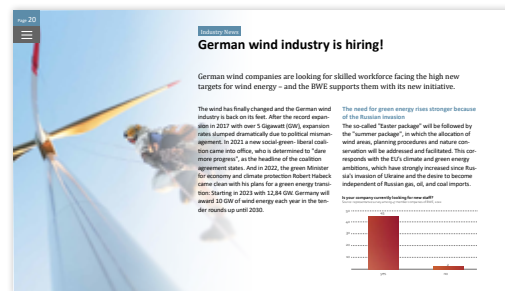 Page 20
Industry News
German wind industry is hiring!
German wind companies are looking for skilled workforce facing the high new
targets for wind energy – and the BWE supports them with its new initiative.
The wind has finally changed and the German wind
industry is back on its feet. After the record expan-
sion in 2017 with over 5 Gigawatt (GW), expansion
rates slumped dramatically due to political misman-
agement. In 2021 a new social-green- liberal coali-
tion came into office, who is determined to "dare
more progress", as the headline of the coalition
agreement states. And in 2022, the green Minister
for economy and climate protection Robert Habeck
came clean with his plans for a green energy transi-
tion: Starting in 2023 with 12,84 GW. Germany will
award 10 GW of wind energy each year in the ten-
der rounds up until 2030.
The need for green energy rises stronger because
of the Russian invasion
The so-called "Easter package" will be followed by
the "summer package", in which the allocation of
wind areas, planning procedures and nature con-
servation will be addressed and facilitated. This cor-
responds with the EU's climate and green energy
ambitions, which have strongly increased since Rus-
sia's invasion of Ukraine and the desire to become
independent of Russian gas, oil, and coal imports.
Is your company currently looking for new staff?
yes
no